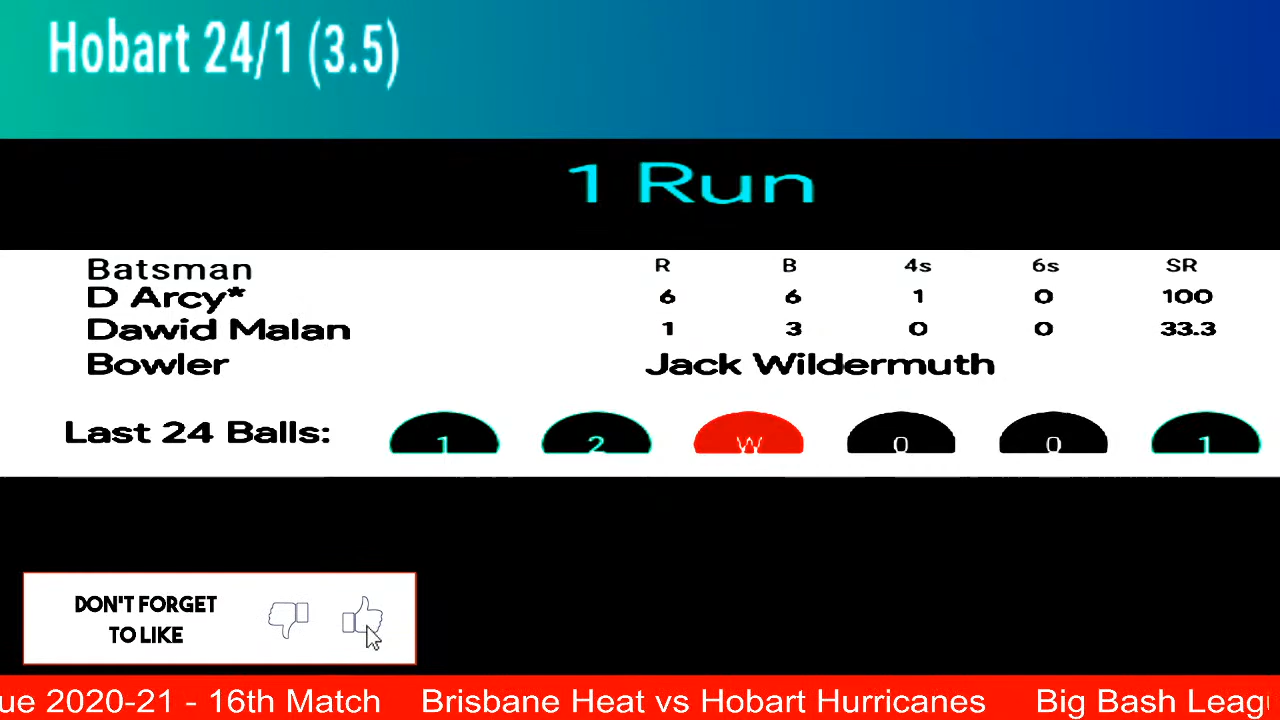 Hobart 24/1 (3.5)
1 Run
Batsman R B 4s 6s SR
D Arcy* 6 6 1 0 100
Dawid Malan 1 3 0 0 33.3
Bowler Jack Wildermuth
Last 24 Balls: 1 2 W 0 0 1
DON'T FORGET
TO LIKE
ue 2020-21 - 16th Match Brisbane Heat vs Hobart Hurricanes Big Bash Leagu